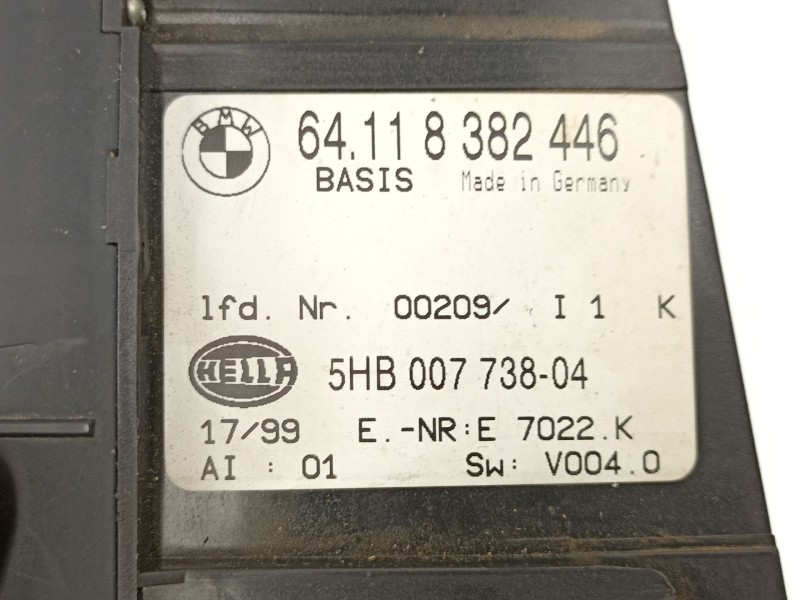 BMW
64.11 8 382 446
BASIS Made in Germany
lfd. Nr. 00209/ I 1 K
HELLA 5HB 007 738-04
17/99 E.-NR:E 7022.K
AI : 01 Sw: V004.0